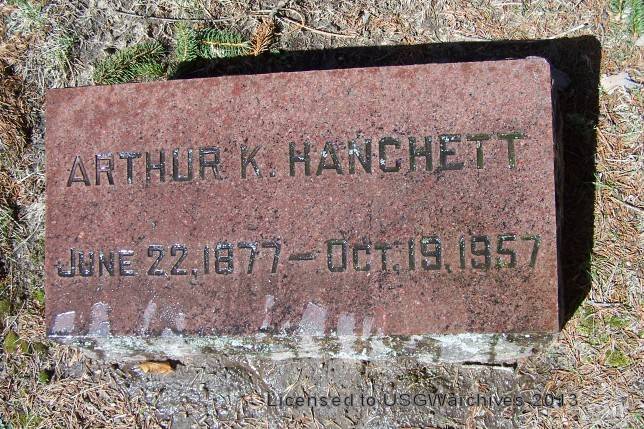 ARTHUR K. HANCHETT
JUNE 22, 1877 — OCT. 19, 1957
Licensed to USGWarchives 2013